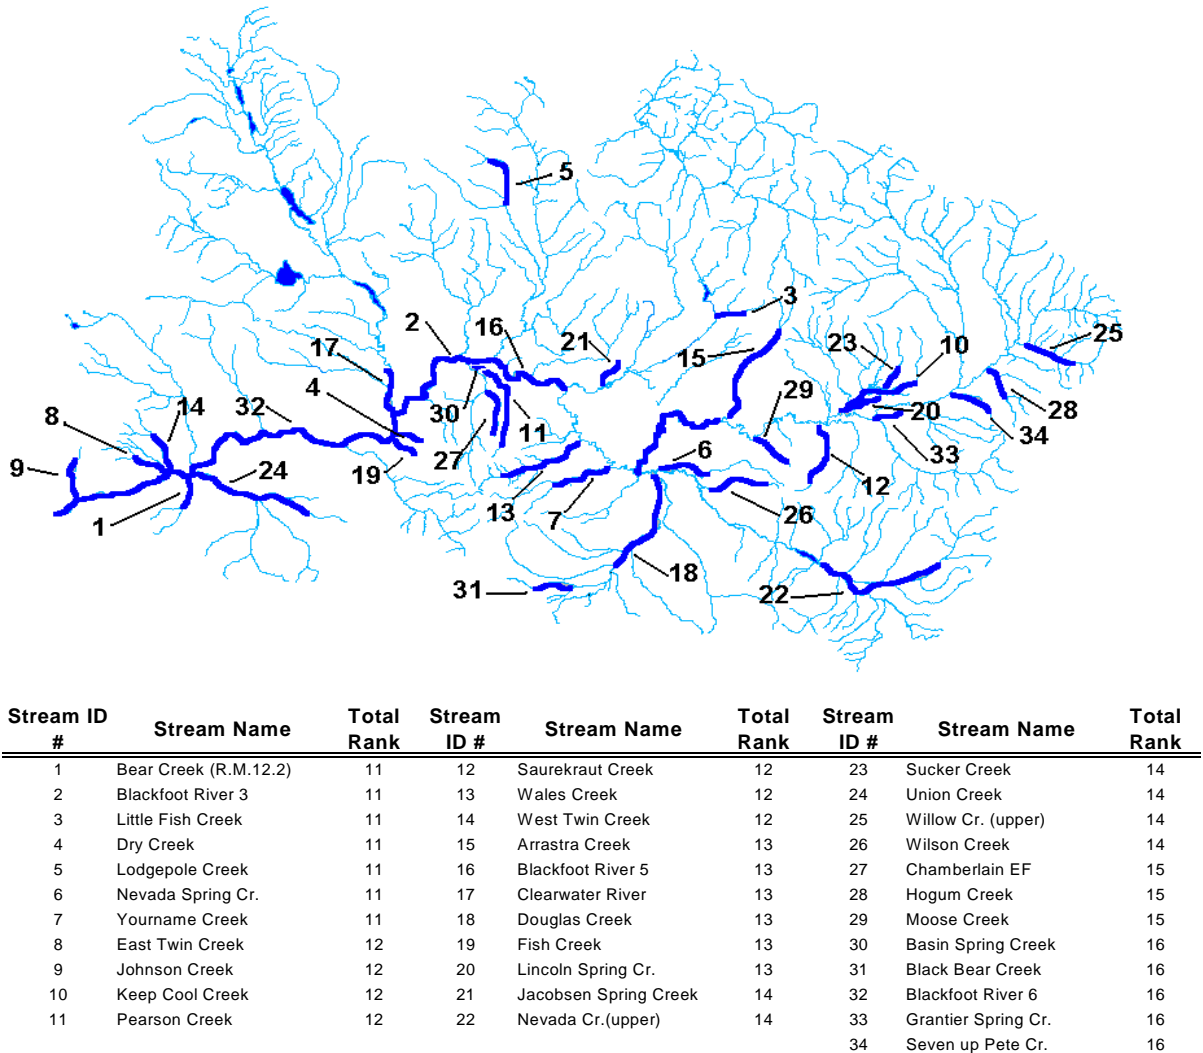 5
3
2
16
21
15
25
23
10
17
4
14
32
8
30
29
20
28
11
33
34
9
27
6
24
19
12
1
13
7
26
18
31
22
Stream ID # Stream Name Total Rank Stream ID # Stream Name Total Rank Stream ID # Stream Name Total Rank
1 Bear Creek (R.M.12.2) 11 12 Saurekraut Creek 12 23 Sucker Creek 14
2 Blackfoot River 3 11 13 Wales Creek 12 24 Union Creek 14
3 Little Fish Creek 11 14 West Twin Creek 12 25 Willow Cr. (upper) 14
4 Dry Creek 11 15 Arrastra Creek 13 26 Wilson Creek 14
5 Lodgepole Creek 11 16 Blackfoot River 5 13 27 Chamberlain EF 15
6 Nevada Spring Cr. 11 17 Clearwater River 13 28 Hogum Creek 15
7 Yourname Creek 11 18 Douglas Creek 13 29 Moose Creek 15
8 East Twin Creek 12 19 Fish Creek 13 30 Basin Spring Creek 16
9 Johnson Creek 12 20 Lincoln Spring Cr. 13 31 Black Bear Creek 16
10 Keep Cool Creek 12 21 Jacobsen Spring Creek 14 32 Blackfoot River 6 16
11 Pearson Creek 12 22 Nevada Cr.(upper) 14 33 Grantier Spring Cr. 16
34 Seven up Pete Cr. 16